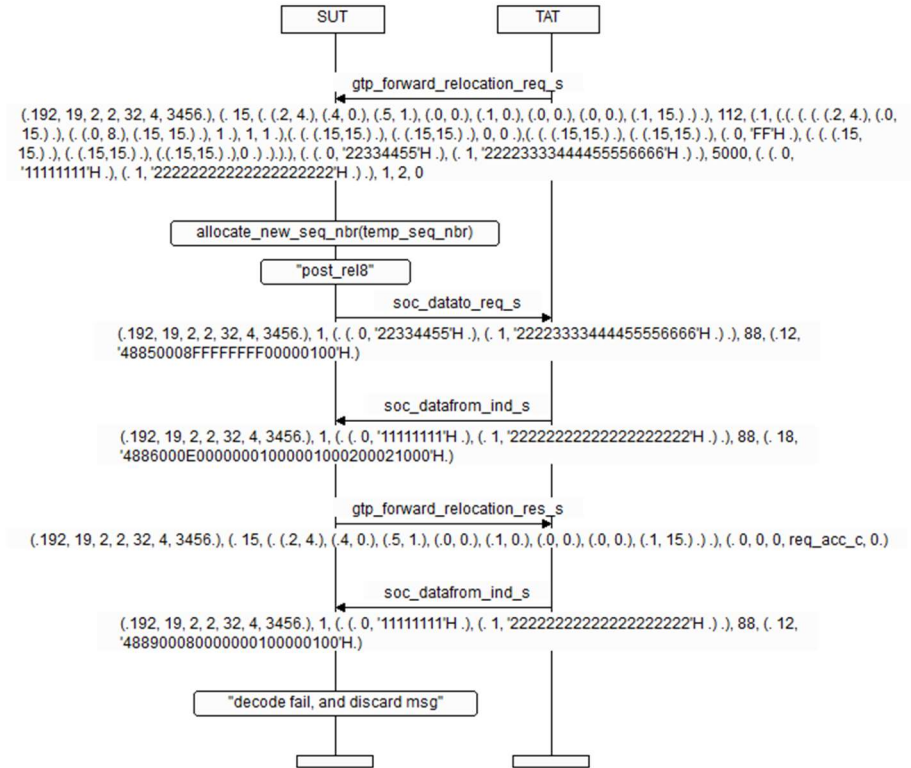 SUT TAT
gtp_forward_relocation_req_s
(.192, 19, 2, 2, 32, 4, 3456.), (. 15, ( (.2, 4.), (.4, 0.), (.5, 1.), (.0, 0.), (.1, 0.), (.0, 0.), (.0, 0.), (.1, 15.) .) .), 112, (.1, (.(. (. (. (. (.2, 4.), (.0,
15.) .), (. (.0, 8.), (.15, 15.) .), 1 .), 1, 1 .),(. (. (.15,15.) .), (. (.15,15.) .), 0, 0 .),(. (. (.15,15.) .), (. (.15,15.) .), (. 0, 'FF'H .), (. (. (.15,
15.) .), (. (.15,15.) .), (.(.15,15.) .),0 .) .).).), (. (. 0, '22334455'H .), (. 1, '22223333444455556666'H .) .), 5000, (. (. 0,
'11111111'H .), (. 1, '22222222222222222222'H .) .), 1, 2, 0
allocate_new_seq_nbr(temp_seq_nbr)
"post_rel8"
soc_datato_req_s
(.192, 19, 2, 2, 32, 4, 3456.), 1, (. (. 0, '22334455'H .), (. 1, '22223333444455556666'H .) .), 88, (.12,
'48850008FFFFFFFF00000100'H.)
soc_datafrom_ind_s
(.192, 19, 2, 2, 32, 4, 3456.), 1, (. (. 0, '11111111'H .), (. 1, '22222222222222222222'H .) .), 88, (. 18,
'4886000E00000001000001000200021000'H.)
gtp_forward_relocation_res_s
(.192, 19, 2, 2, 32, 4, 3456.), (. 15, (. (.2, 4.), (.4, 0.), (.5, 1.), (.0, 0.), (.1, 0.), (.0, 0.), (.0, 0.), (.1, 15.) .) .), (. 0, 0, 0, req_acc_c, 0.)
soc_datafrom_ind_s
(.192, 19, 2, 2, 32, 4, 3456.), 1, (. (. 0, '11111111'H .), (. 1, '22222222222222222222'H .) .), 88, (. 12,
'488900080000000100000100'H.)
"decode fail, and discard msg"